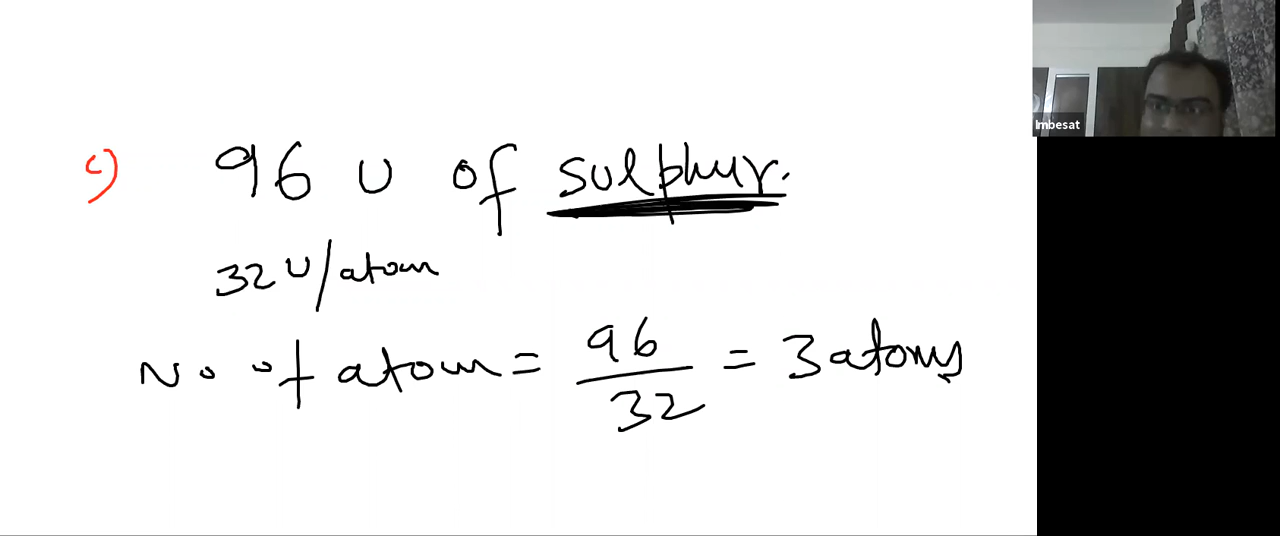 c) 96 U of sulphur.
32 U/atom
No. of atom = 96/32 = 3 atoms
Imbesat